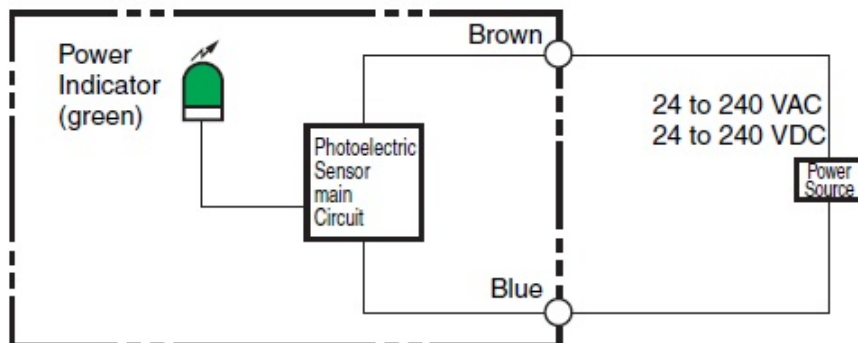 Power
Indicator
(green)
Brown
Photoelectric
Sensor
main
Circuit
24 to 240 VAC
24 to 240 VDC
Power
Source
Blue